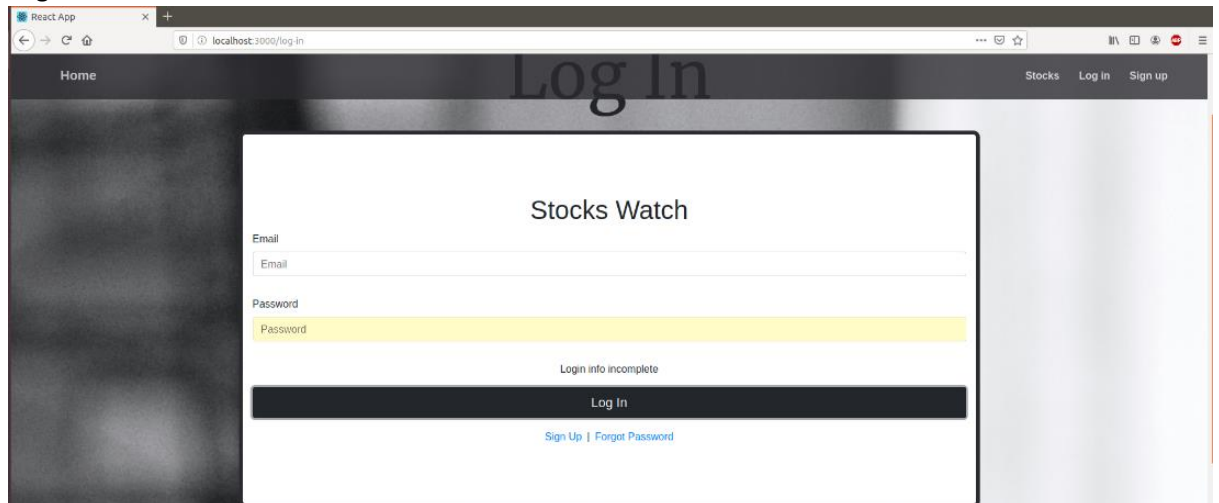 React App
localhost:3000/log-in
Home
Log In
Stocks Log in Sign up
Stocks Watch
Email
Email
Password
Password
Login info incomplete
Log In
Sign Up | Forgot Password